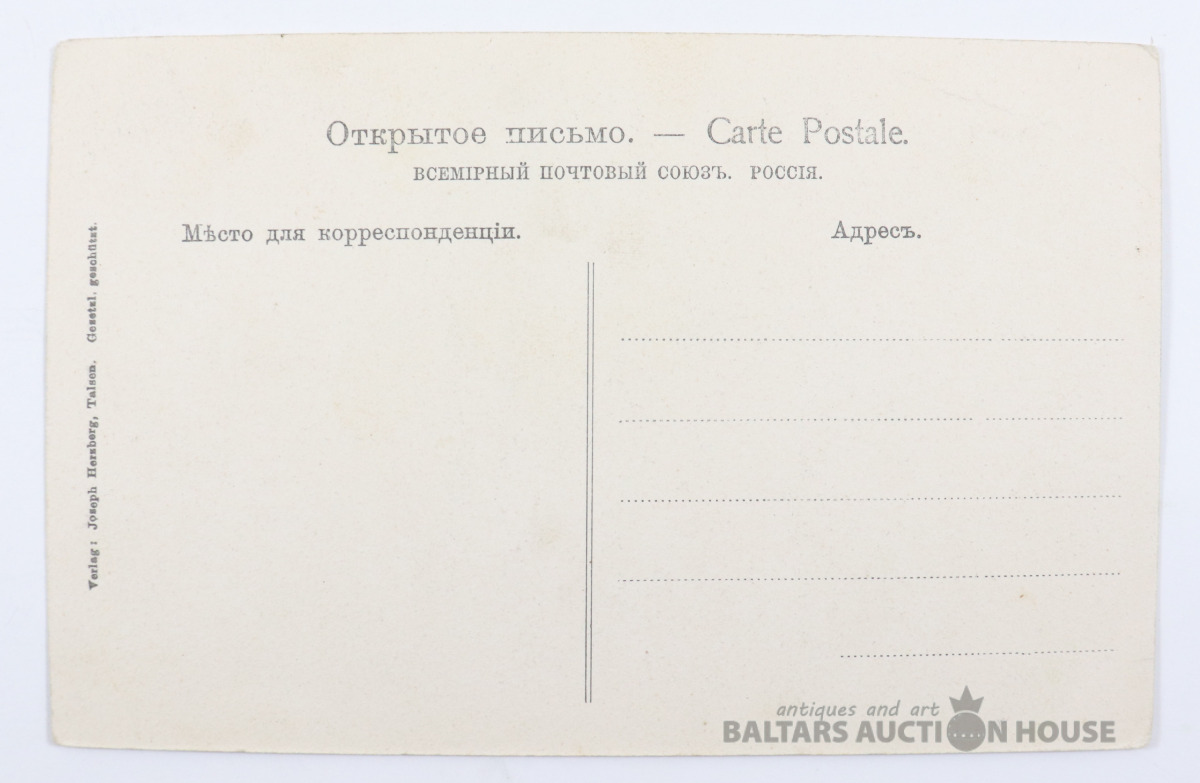 Открытое письмо. — Carte Postale.
ВСЕМІРНЫЙ ПОЧТОВЫЙ СОЮЗЪ. РОССІЯ.
Мѣсто для корреспонденціи.
Адресъ.
Verlag: Joseph Herzberg, Talsen. Gesetzl. geschützt.
antiques and art
BALTARS AUCTION HOUSE